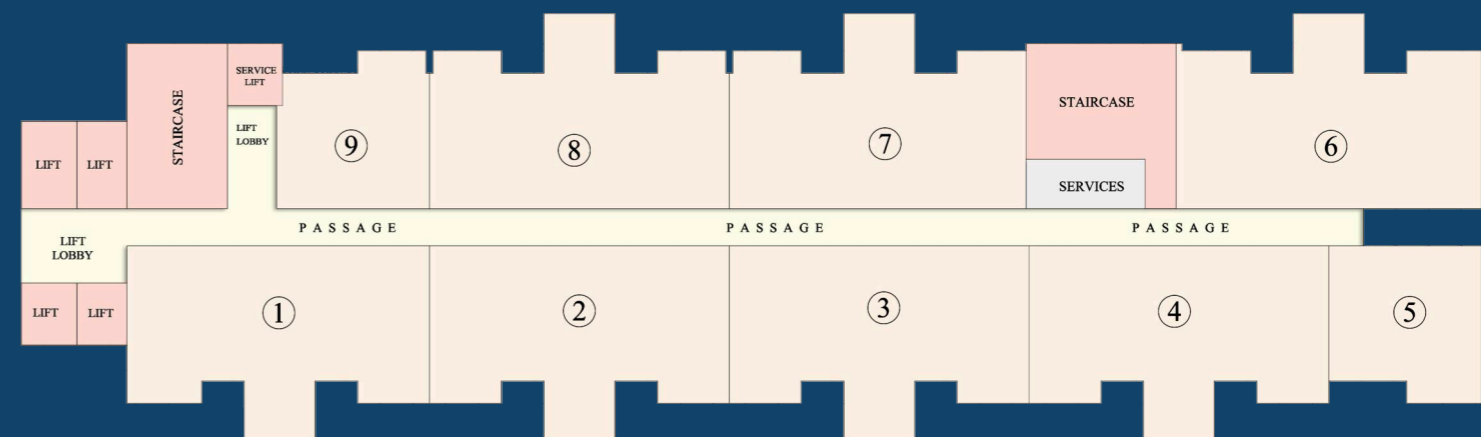 SERVICE
LIFT
STAIRCASE
LIFT
LOBBY
9
8
7
STAIRCASE
6
LIFT
LIFT
SERVICES
PASSAGE
PASSAGE
PASSAGE
LIFT
LOBBY
LIFT
LIFT
1
2
3
4
5